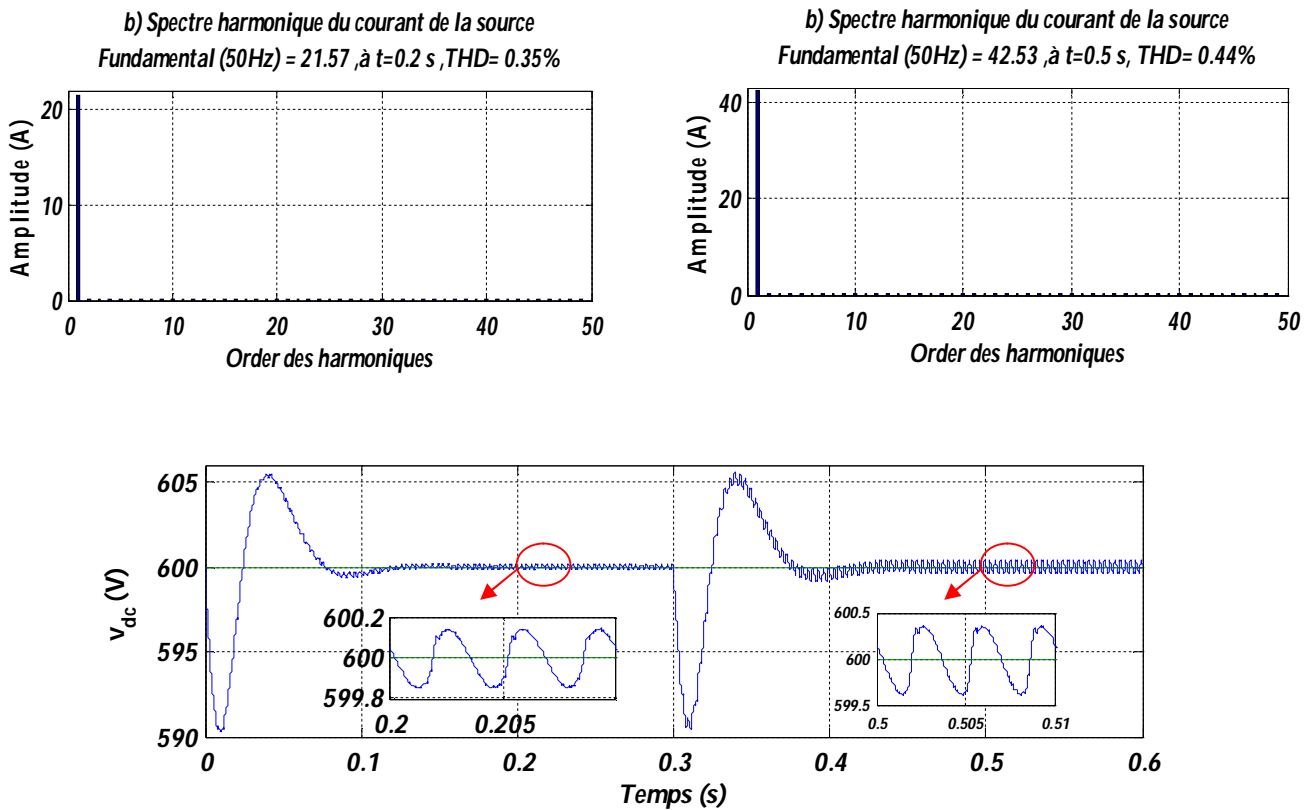 b) Spectre harmonique du courant de la source
Fundamental (50Hz) = 21.57 ,à t=0.2 s ,THD= 0.35%
20
10
0
Amplitude (A)
0 10 20 30 40 50
Order des harmoniques
b) Spectre harmonique du courant de la source
Fundamental (50Hz) = 42.53 ,à t=0.5 s, THD= 0.44%
40
20
0
Amplitude (A)
0 10 20 30 40 50
Order des harmoniques
605
600
595
590
v_dc (V)
600.2
600
599.8
0.2 0.205
600.5
600
599.5
0.5 0.505 0.51
0 0.1 0.2 0.3 0.4 0.5 0.6
Temps (s)